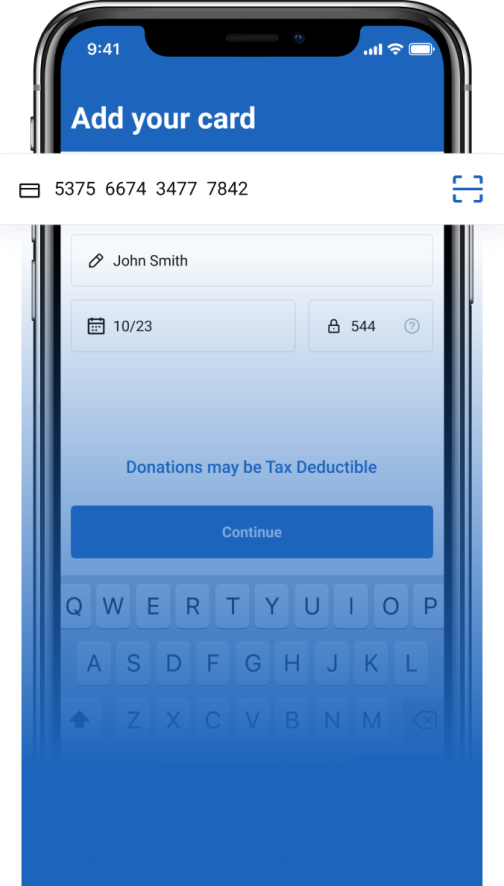 9:41
Add your card
5375 6674 3477 7842
John Smith
10/23
544
Donations may be Tax Deductible
Continue
Q W E R T Y U I O P
A S D F G H J K L
Z X C V B N M